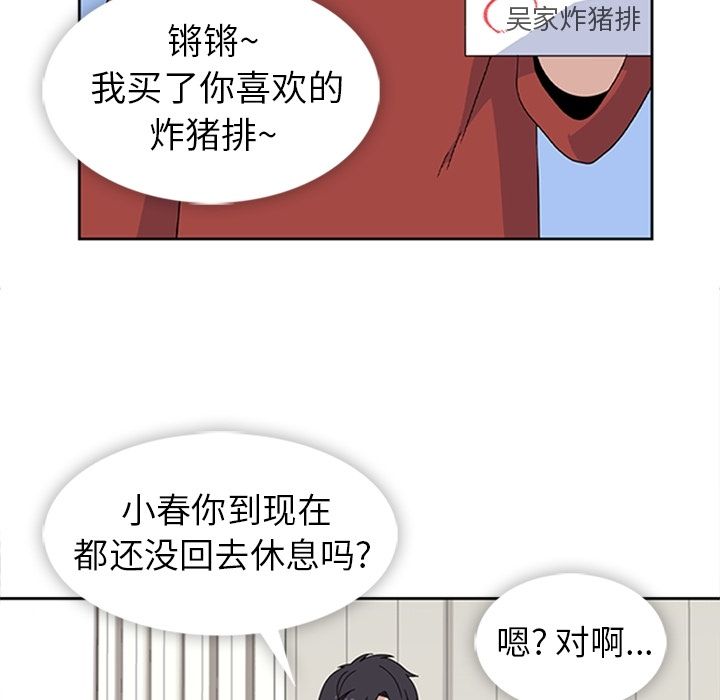 吴家炸猪排
锵锵~
我买了你喜欢的
炸猪排~
小春你到现在
都还没回去休息吗?
嗯? 对啊...